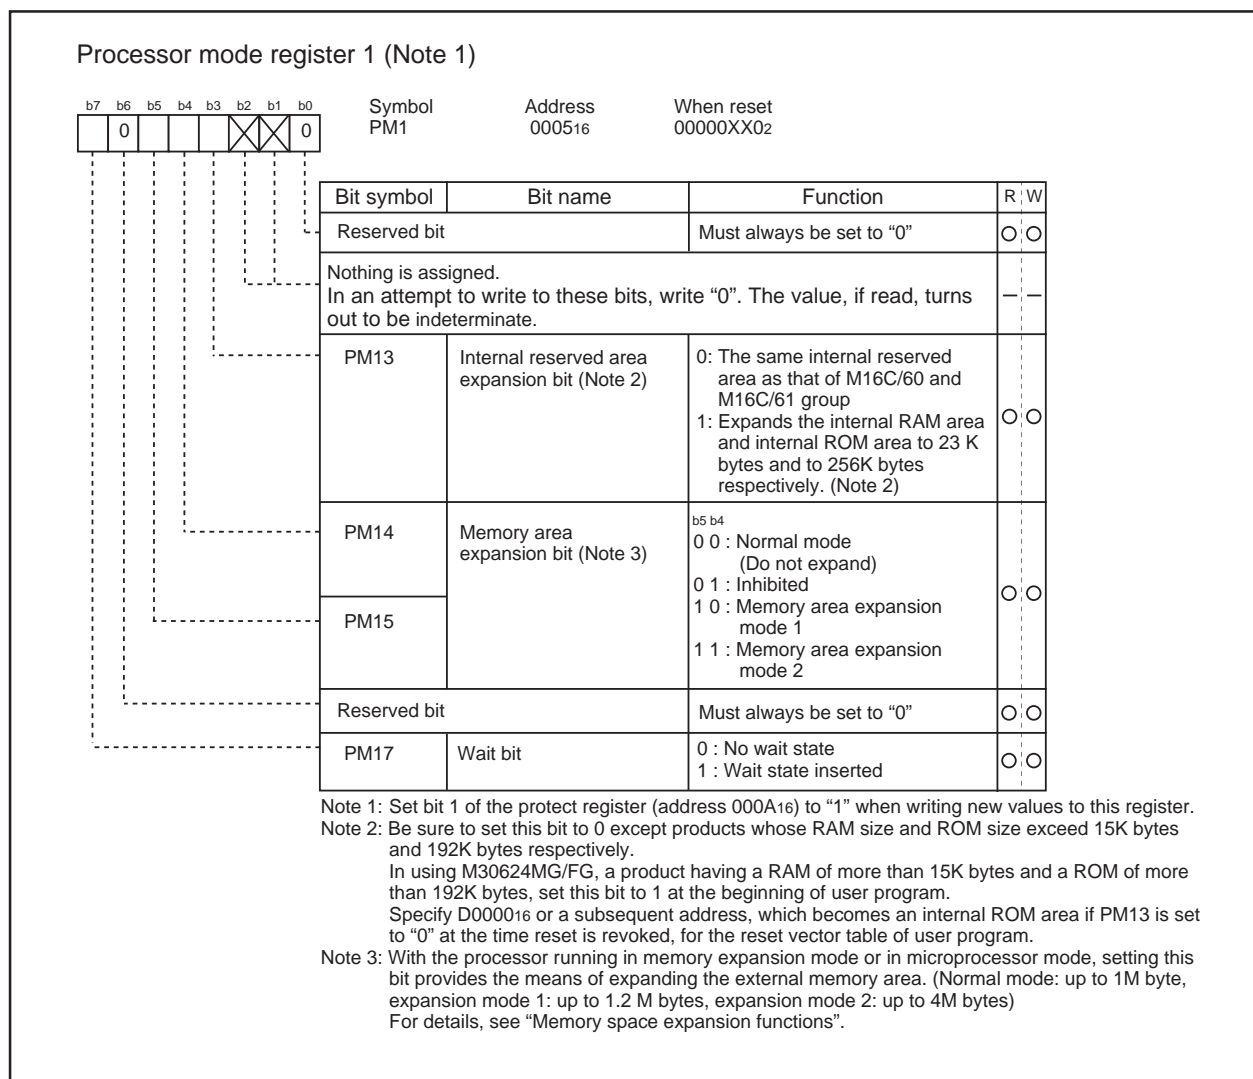 Processor mode register 1 (Note 1)
b7 b6 b5 b4 b3 b2 b1 b0
Symbol Address When reset
PM1 000516 00000XX02
0 0
Bit symbol Bit name Function R W
Reserved bit Must always be set to “0”
Nothing is assigned.
In an attempt to write to these bits, write “0”. The value, if read, turns
out to be indeterminate.
PM13 Internal reserved area
expansion bit (Note 2)
0: The same internal reserved
area as that of M16C/60 and
M16C/61 group
1: Expands the internal RAM area
and internal ROM area to 23 K
bytes and to 256K bytes
respectively. (Note 2)
PM14 Memory area
expansion bit (Note 3)
PM15
b5 b4
0 0 : Normal mode
(Do not expand)
0 1 : Inhibited
1 0 : Memory area expansion
mode 1
1 1 : Memory area expansion
mode 2
Reserved bit Must always be set to “0”
PM17 Wait bit 0 : No wait state
1 : Wait state inserted
Note 1: Set bit 1 of the protect register (address 000A16) to “1” when writing new values to this register.
Note 2: Be sure to set this bit to 0 except products whose RAM size and ROM size exceed 15K bytes
and 192K bytes respectively.
In using M30624MG/FG, a product having a RAM of more than 15K bytes and a ROM of more
than 192K bytes, set this bit to 1 at the beginning of user program.
Specify D000016 or a subsequent address, which becomes an internal ROM area if PM13 is set
to “0” at the time reset is revoked, for the reset vector table of user program.
Note 3: With the processor running in memory expansion mode or in microprocessor mode, setting this
bit provides the means of expanding the external memory area. (Normal mode: up to 1M byte,
expansion mode 1: up to 1.2 M bytes, expansion mode 2: up to 4M bytes)
For details, see “Memory space expansion functions”.